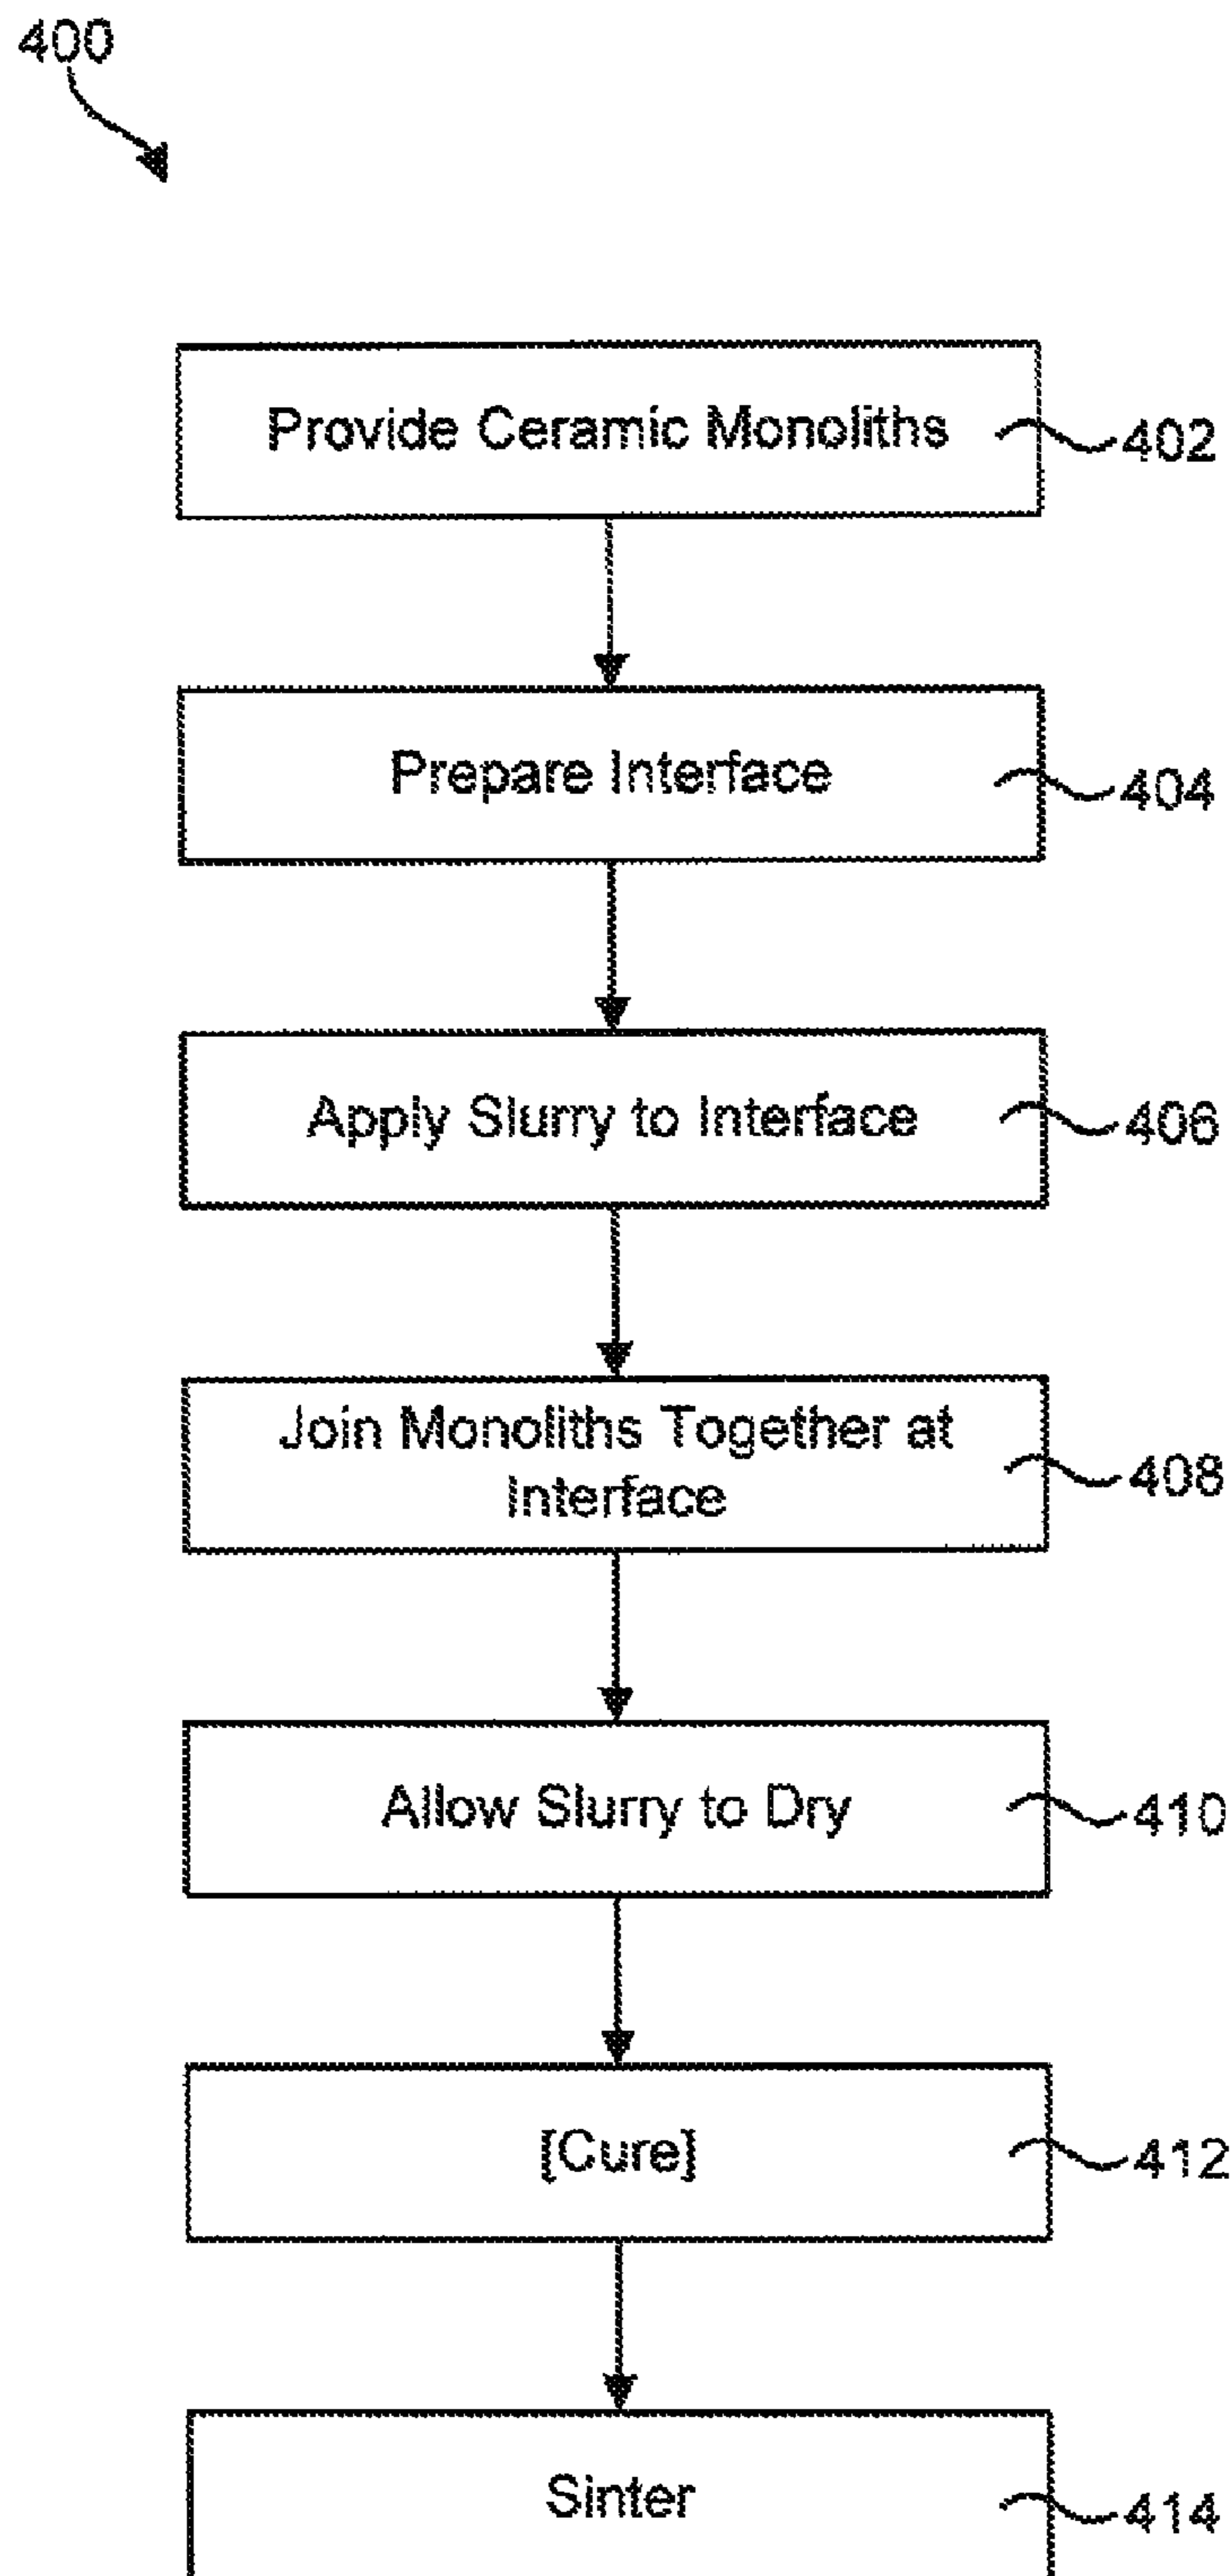 400
Provide Ceramic Monoliths
402
Prepare Interface
404
Apply Slurry to Interface
406
Join Monoliths Together at
Interface
408
Allow Slurry to Dry
410
[Cure]
412
Sinter
414